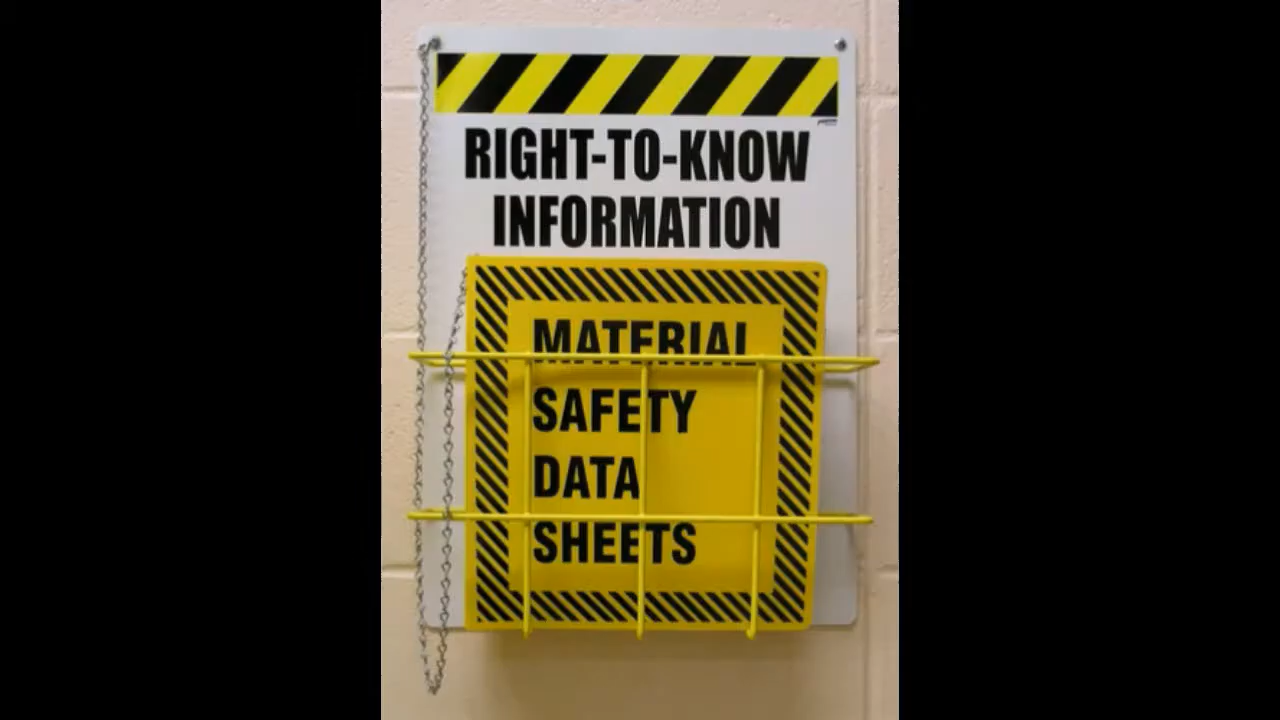 RIGHT-TO-KNOW
INFORMATION
MATERIAL
SAFETY
DATA
SHEETS